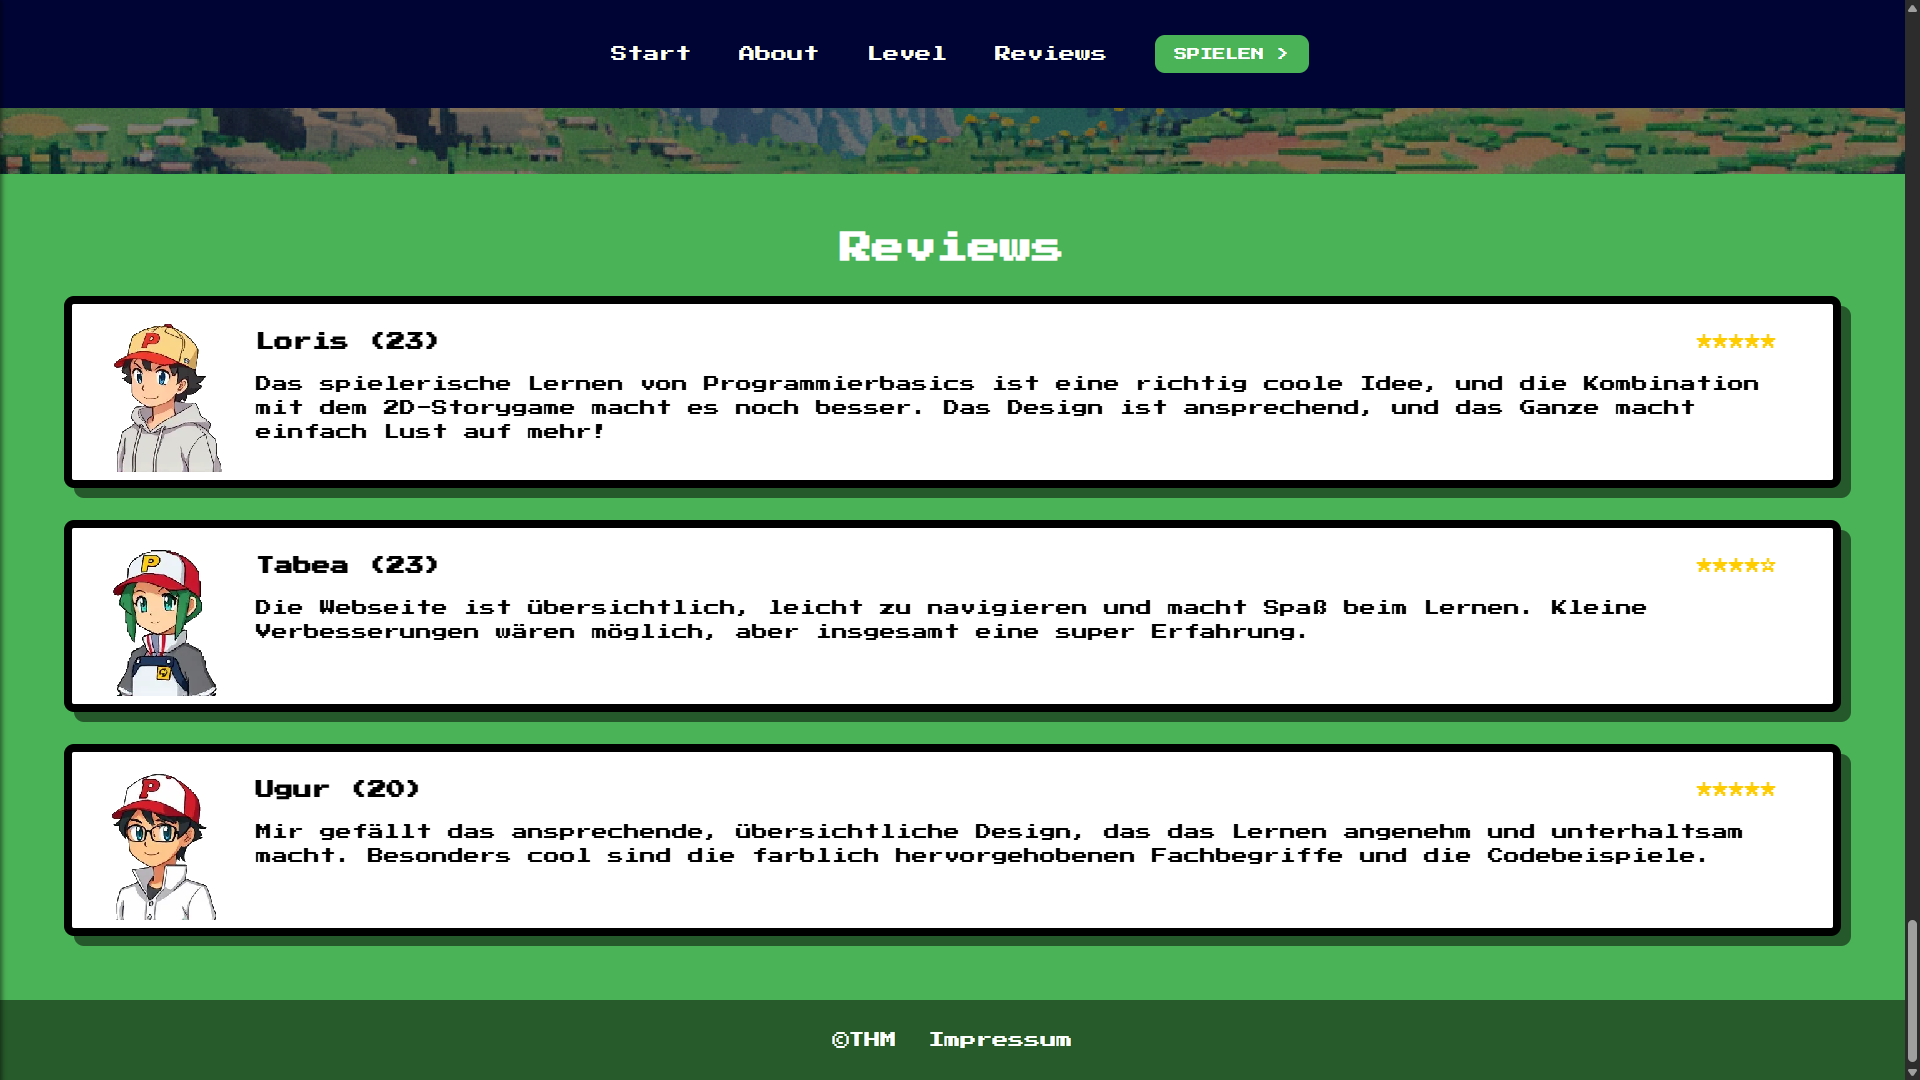 Start About Level Reviews SPIELEN >
Reviews
P
Loris (23) ★★★★★
Das spielerische Lernen von Programmierbasics ist eine richtig coole Idee, und die Kombination
mit dem 2D-Storygame macht es noch besser. Das Design ist ansprechend, und das Ganze macht
einfach Lust auf mehr!
P
Tabea (23) ★★★★☆
Die Webseite ist übersichtlich, leicht zu navigieren und macht Spaß beim Lernen. Kleine
Verbesserungen wären möglich, aber insgesamt eine super Erfahrung.
P
Ugur (20) ★★★★★
Mir gefällt das ansprechende, übersichtliche Design, das das Lernen angenehm und unterhaltsam
macht. Besonders cool sind die farblich hervorgehobenen Fachbegriffe und die Codebeispiele.
©THM Impressum